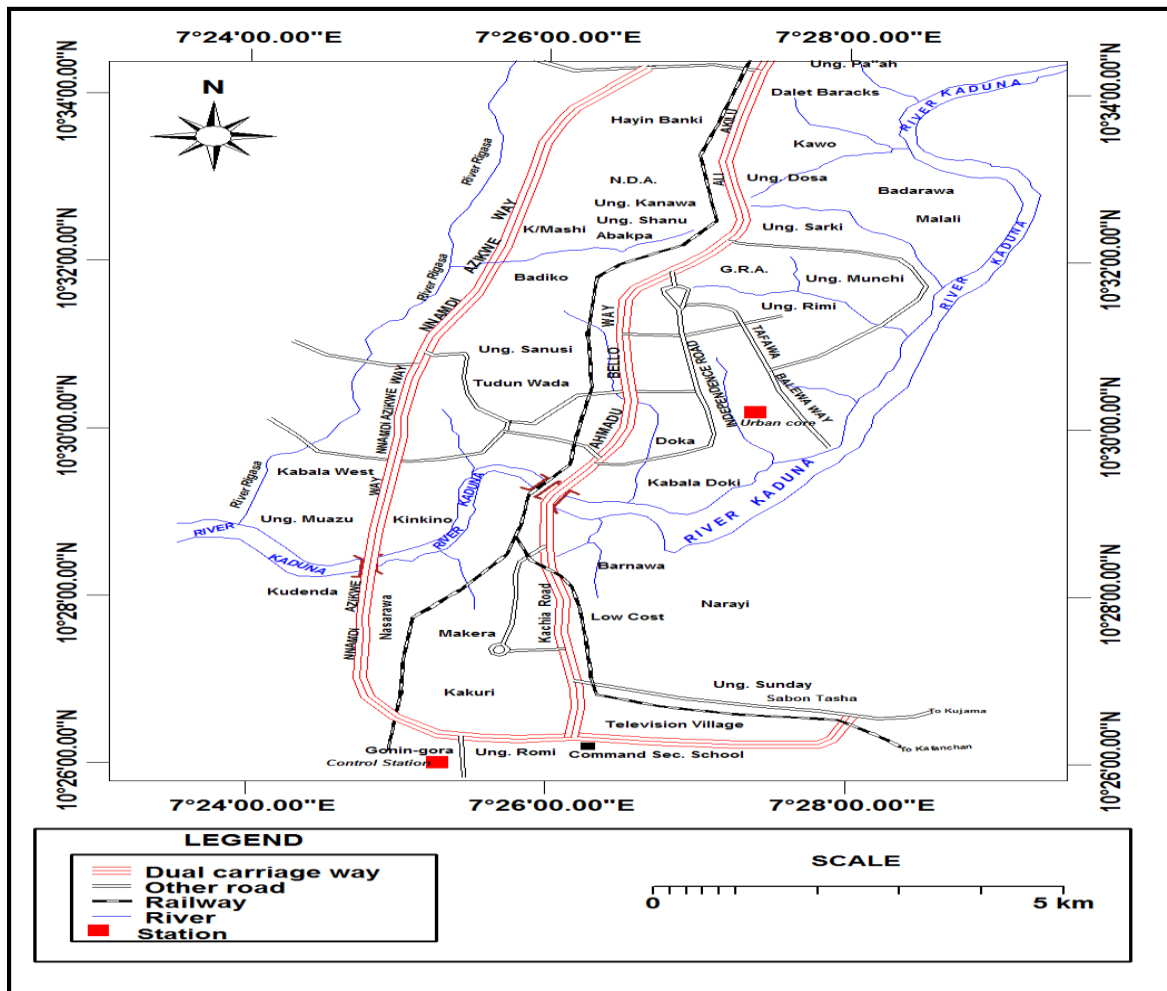 7°24'00.00"E
7°26'00.00"E
7°28'00.00"E
10°34'00.00"N
10°34'00.00"N
N
Ung. Pa"ah
Dalet Baracks
RIVER KADUNA
Hayin Banki
AKILU
Kawo
River Rigasa
N.D.A.
ALI
Ung. Dosa
Badarawa
Ung. Kanawa
Malali
WAY
K/Mashi
Ung. Shanu
Abakpa
Ung. Sarki
10°32'00.00"N
10°32'00.00"N
AZIKWE
KADUNA
River Rigasa
Badiko
G.R.A.
Ung. Munchi
RIVER
NNAMDI
WAY
Ung. Rimi
Ung. Sanusi
BELLO
TAFAWA
Tudun Wada
INDEPENDENCE ROAD
BALEWA WAY
NNAMDI AZIKWE WAY
AHMADU
Urban core
10°30'00.00"N
10°30'00.00"N
Doka
Kabala West
Kabala Doki
River Rigasa
WAY
KADUNA
RIVER KADUNA
Ung. Muazu
Kinkino
RIVER
RIVER
KADUNA
Barnawa
10°28'00.00"N
10°28'00.00"N
Kudenda
AZIKWE
Nasarawa
Kachia Road
Low Cost
Narayi
NNAMDI
Makera
Kakuri
Ung. Sunday
Sabon Tasha
To Kujama
Television Village
Gonin-gora
Ung. Romi
Command Sec. School
To Kafanchan
Control Station
10°26'00.00"N
10°26'00.00"N
7°24'00.00"E
7°26'00.00"E
7°28'00.00"E
LEGEND
Dual carriage way
Other road
Railway
River
Station
SCALE
0
5 km